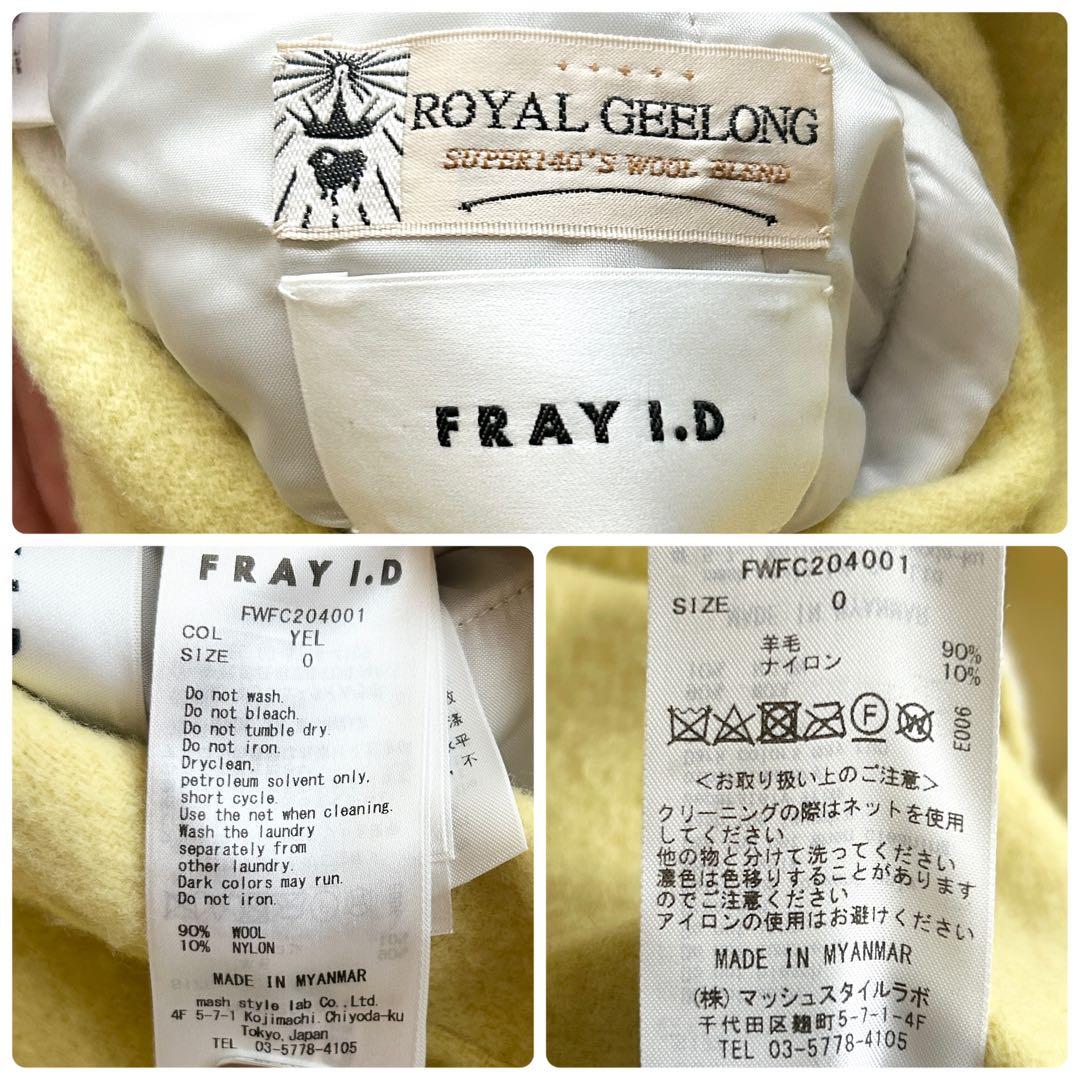 ROYAL GEELONG
SUPER140'S WOOL BLEND
FRAY I.D
FRAY I.D
FWFC204001
COL YEL
SIZE 0
Do not wash.
Do not bleach.
Do not tumble dry.
Do not iron.
Dryclean,
petroleum solvent only,
short cycle.
Use the net when cleaning.
Wash the laundry
separately from
other laundry.
Dark colors may run.
Do not iron.
90% WOOL
10% NYLON
MADE IN MYANMAR
mash style lab Co.,Ltd.
4F 5-7-1 Kojimachi Chiyoda-ku
Tokyo,Japan
TEL 03-5778-4105
FWFC204001
SIZE 0
羊毛 90%
ナイロン 10%
F W
E006
<お取り扱い上のご注意>
クリーニングの際はネットを使用
してください
他の物と分けて洗ってください
濃色は色移りすることがあります
のでご注意ください
アイロンの使用はお避けください
MADE IN MYANMAR
(株)マッシュスタイルラボ
千代田区麹町5-7-1-4F
TEL 03-5778-4105